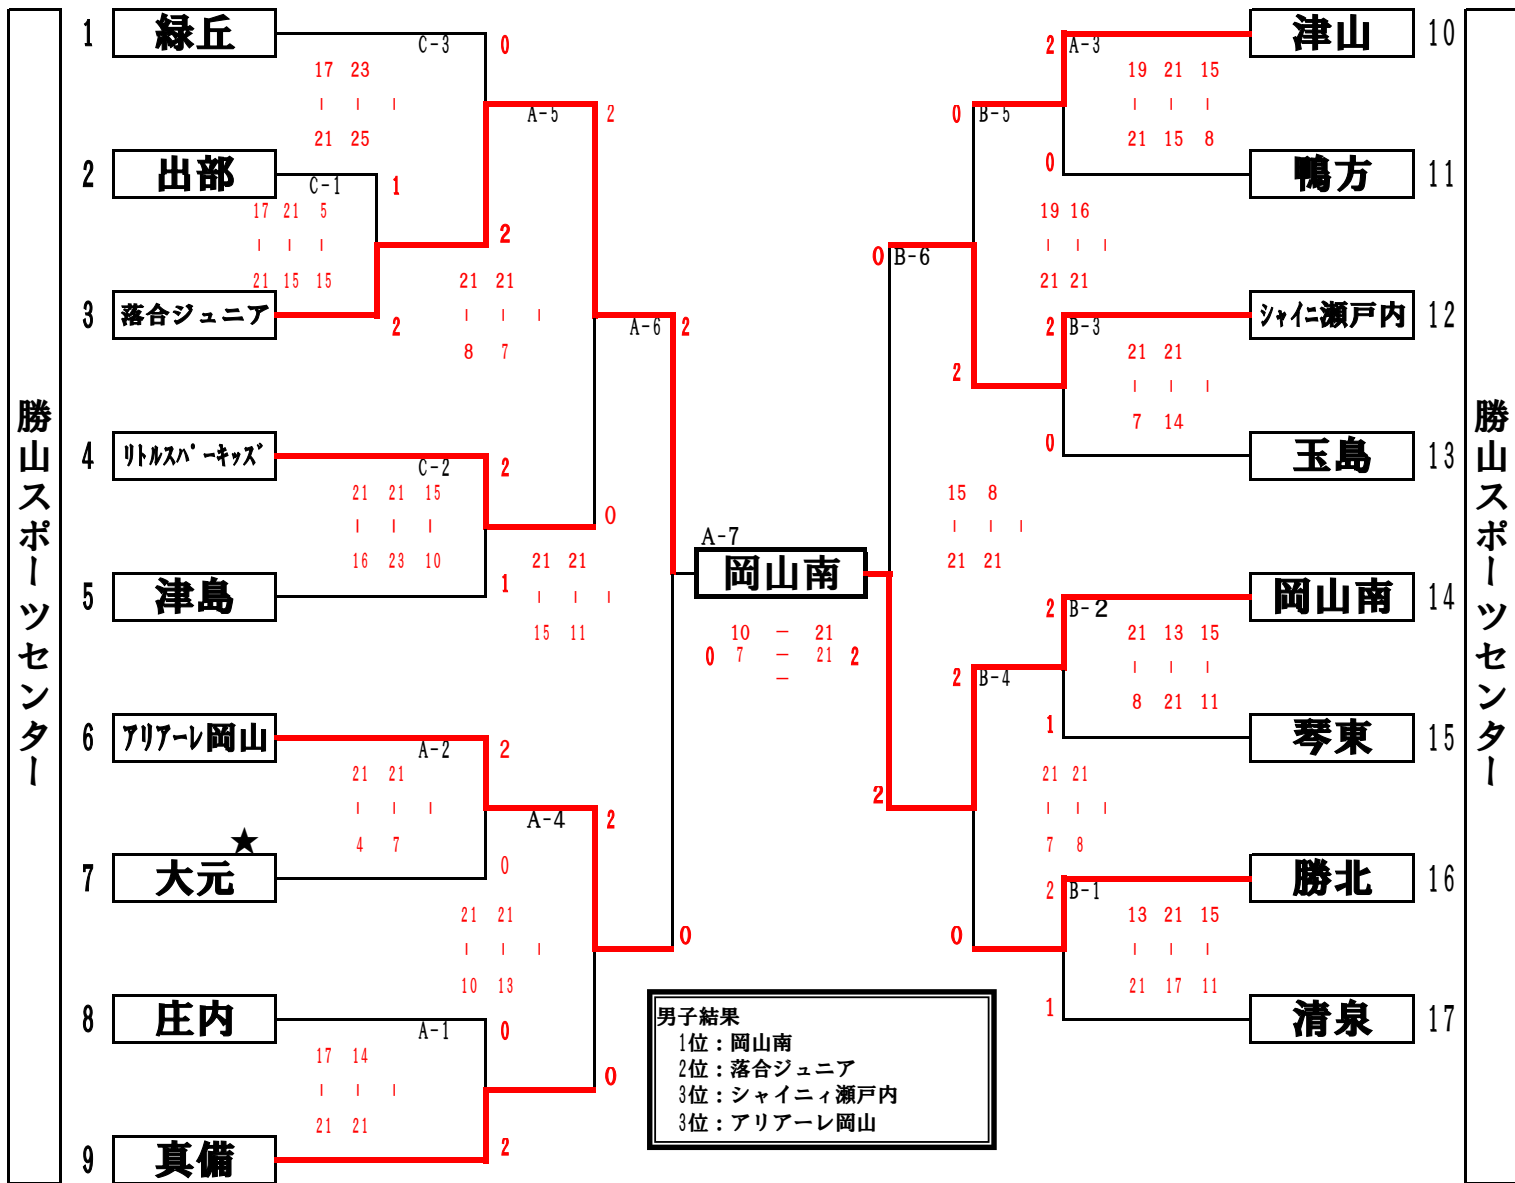 1 緑丘 C-3 0
17 23
21 25
A-5 2
2 出部 C-1 1
17 21 5
21 15 15
2
3 落合ジュニア 2
21 21
8 7
A-6 2
4 リトルスパーキッズ C-2 2
21 21 15
16 23 10
0
5 津島 1
21 21
15 11
6 アリアーレ岡山 A-2 2
21 21
4 7
A-4 2
★
7 大元 0
21 21
10 13
0
8 庄内 A-1 0
17 14
21 21
0
9 真備 2
勝山スポーツセンター
A-7
岡山南
10 — 21
0 7 — 21 2
—
2 A-3 津山 10
19 21 15
21 15 8
0 B-5
0 鴨方 11
19 16
21 21
0 B-6
2 B-3 シャイニ瀬戸内 12
21 21
7 14
2
0 玉島 13
15 8
21 21
2 B-2 岡山南 14
21 13 15
8 21 11
2 B-4
1 琴東 15
21 21
7 8
2
2 B-1 勝北 16
13 21 15
21 17 11
0
1 清泉 17
勝山スポーツセンター
男子結果
1位：岡山南
2位：落合ジュニア
3位：シャイニィ瀬戸内
3位：アリアーレ岡山